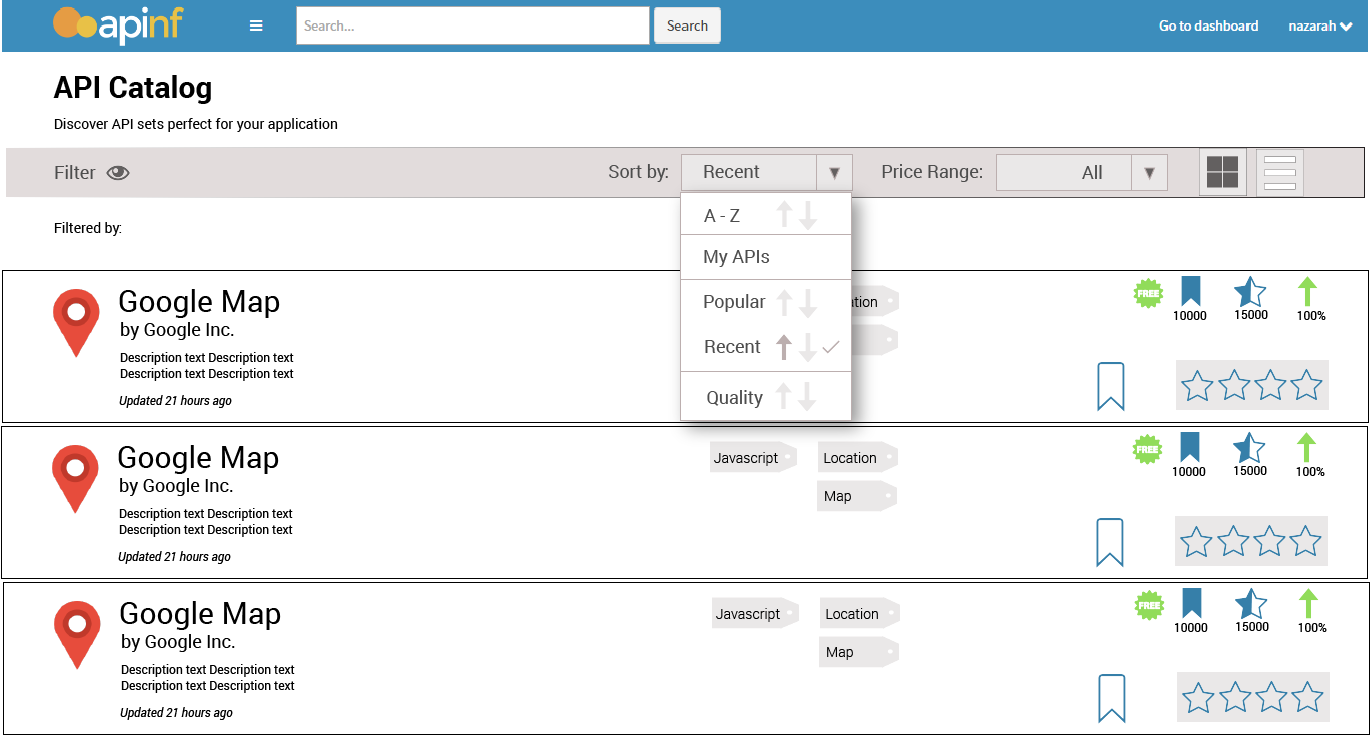 apinf
Search...
Search
Go to dashboard
nazarah
API Catalog
Discover API sets perfect for your application
Filter
Sort by:
Recent
Price Range:
All
A - Z
My APIs
Popular
Recent
Quality
Filtered by:
Google Map
by Google Inc.
Description text Description text
Description text Description text
Updated 21 hours ago
FREE
10000
15000
100%
Google Map
by Google Inc.
Description text Description text
Description text Description text
Updated 21 hours ago
Javascript
Location
Map
FREE
10000
15000
100%
Google Map
by Google Inc.
Description text Description text
Description text Description text
Updated 21 hours ago
Javascript
Location
Map
FREE
10000
15000
100%